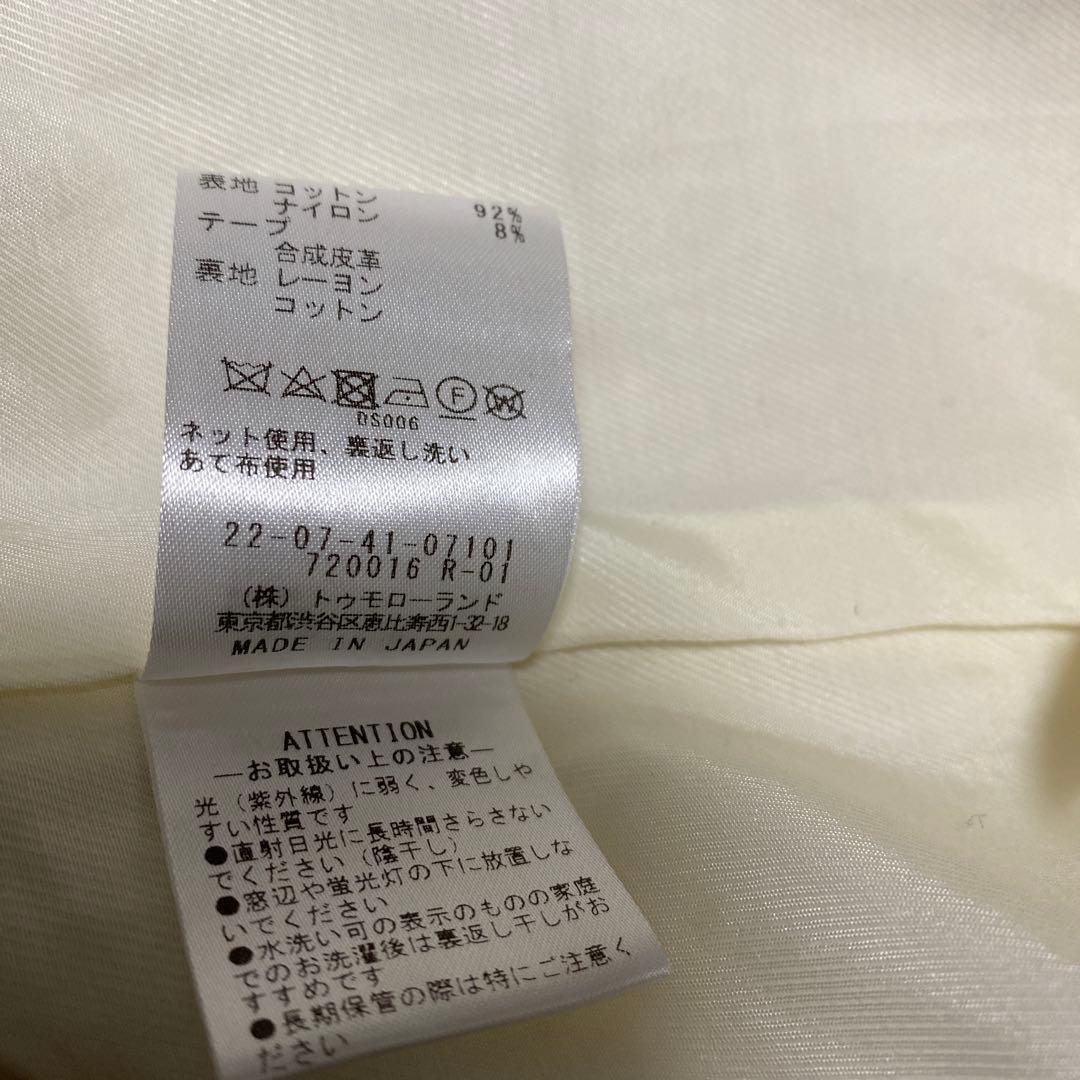 表地 コットン 92%
ナイロン 8%
テープ
合成皮革
裏地 レーヨン
コットン
F W
DS006
ネット使用、裏返し洗い
あて布使用
22-07-41-07101
720016 R-01
(株) トゥモローランド
東京都渋谷区恵比寿西1-32-18
MADE IN JAPAN
ATTENTION
―お取扱い上の注意―
光(紫外線)に弱く、変色しや
すい性質です
●直射日光に長時間さらさない
でください(陰干し)
●窓辺や蛍光灯の下に放置しな
いでください
●水洗い可の表示のものの家庭
でのお洗濯後は裏返し干しがお
すすめです
●長期保管の際は特にご注意く
ださい